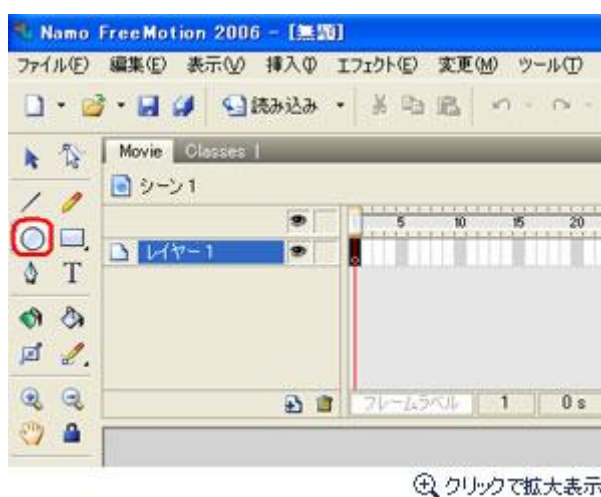 Namo FreeMotion 2006 - [無題]
ファイル(F) 編集(E) 表示(V) 挿入(I) エフェクト(E) 変更(M) ツール(T)
読み込み
Movie Classes
シーン 1
5 10 15 20
レイヤー 1
T
フレームラベル 1 0 s
クリックで拡大表示